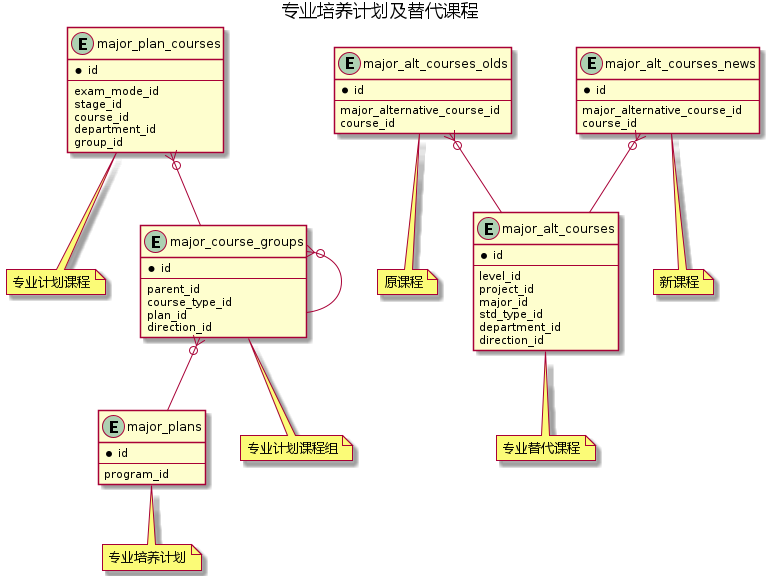 专业培养计划及替代课程
E major_plan_courses
id
exam_mode_id
stage_id
course_id
department_id
group_id
E major_alt_courses_olds
id
major_alternative_course_id
course_id
E major_alt_courses_news
id
major_alternative_course_id
course_id
专业计划课程
E major_course_groups
id
parent_id
course_type_id
plan_id
direction_id
原课程
E major_alt_courses
id
level_id
project_id
major_id
std_type_id
department_id
direction_id
新课程
E major_plans
id
program_id
专业计划课程组
专业替代课程
专业培养计划